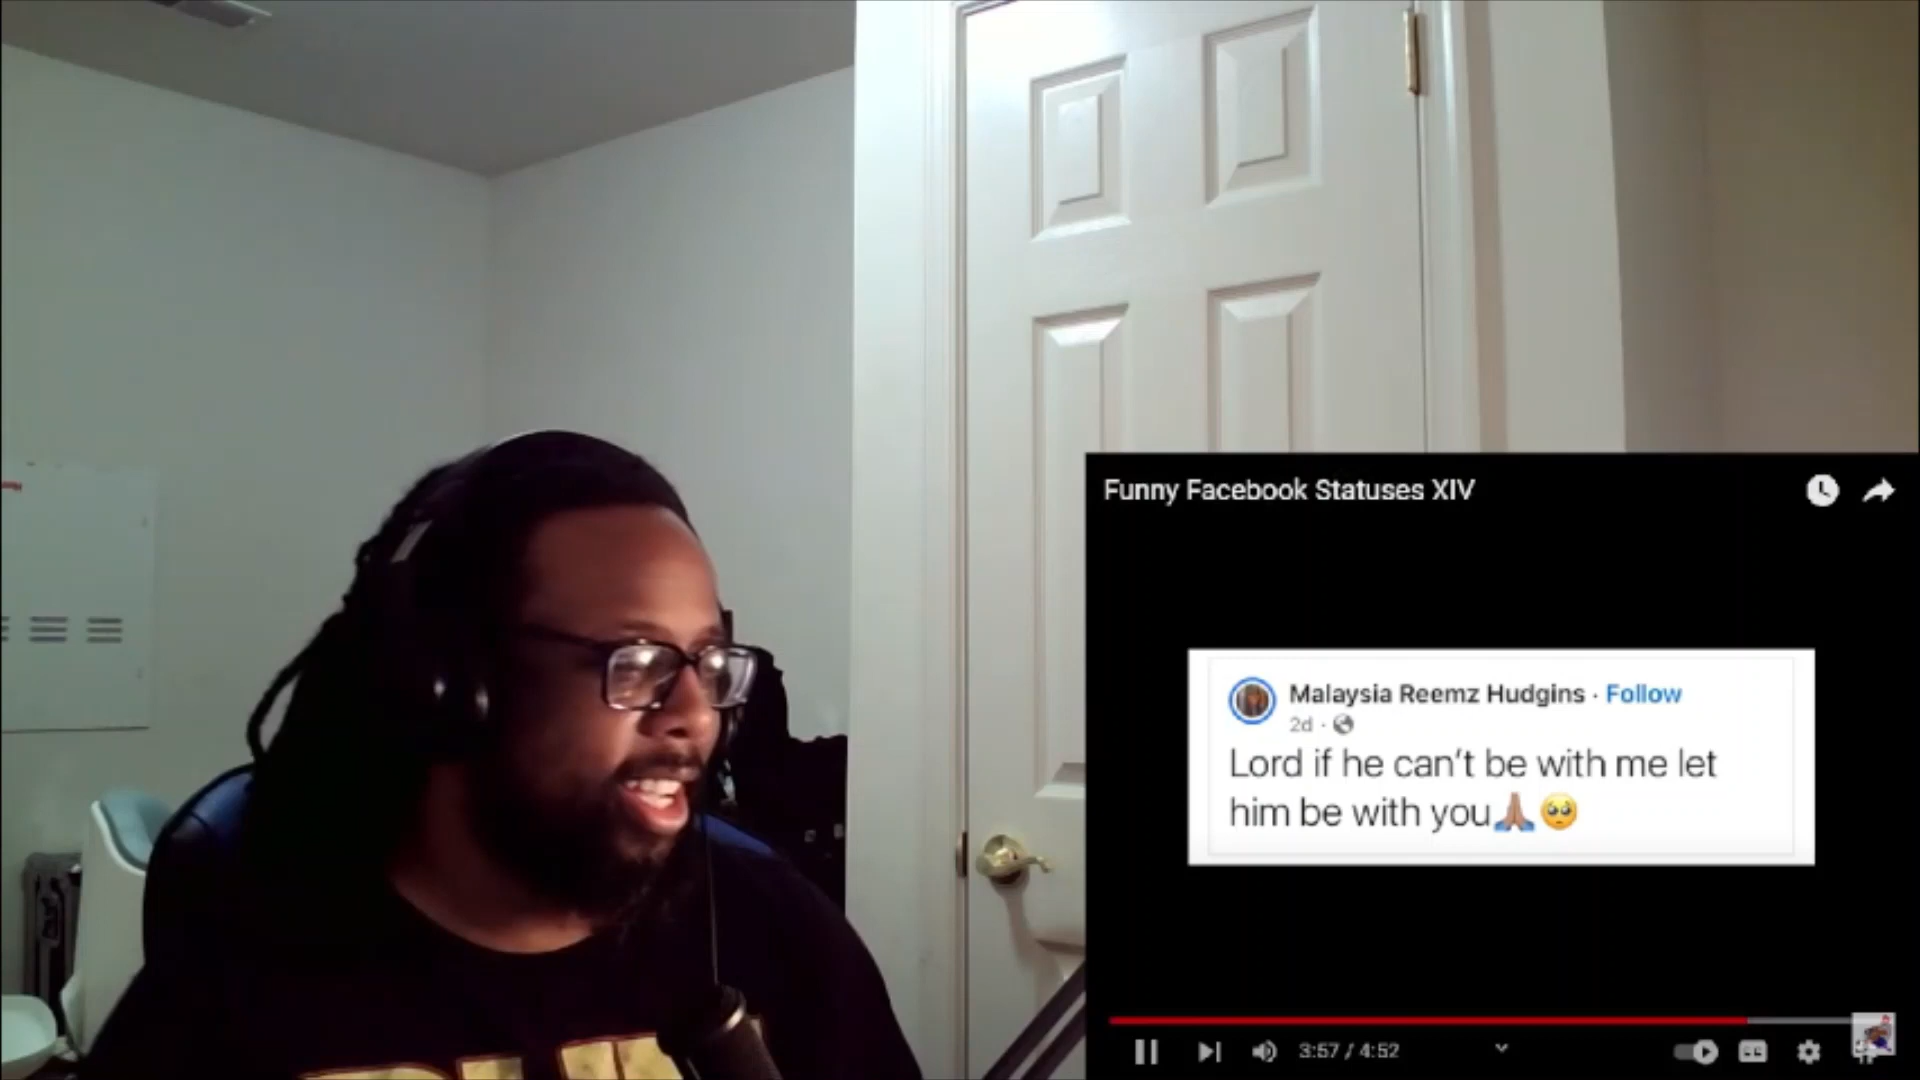 Funny Facebook Statuses XIV
Malaysia Reemz Hudgins · Follow
2d ·
Lord if he can't be with me let
him be with you🙏🏽🥺
3:57 / 4:52
CC